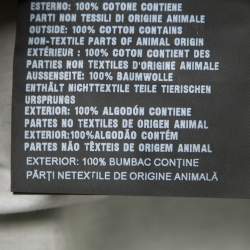 ESTERNO: 100% COTONE CONTIENE
PARTI NON TESSILI DI ORIGINE ANIMALE
OUTSIDE: 100% COTTON CONTAINS
NON-TEXTILE PARTS OF ANIMAL ORIGIN
EXTÉRIEUR : 100% COTON CONTIENT DES
PARTIES NON TEXTILES D'ORIGINE ANIMALE
AUSSENSEITE: 100% BAUMWOLLE
ENTHÄLT NICHTTEXTILE TEILE TIERISCHEN
URSPRUNGS
EXTERIOR: 100% ALGODÓN CONTIENE
PARTES NO TEXTILES DE ORIGEN ANIMAL
EXTERIOR:100%ALGODÃO CONTÉM
PARTES NÃO TÊXTEIS DE ORIGEM ANIMAL
EXTERIOR: 100% BUMBAC CONȚINE
PĂRȚI NETEXTILE DE ORIGINE ANIMALĂ